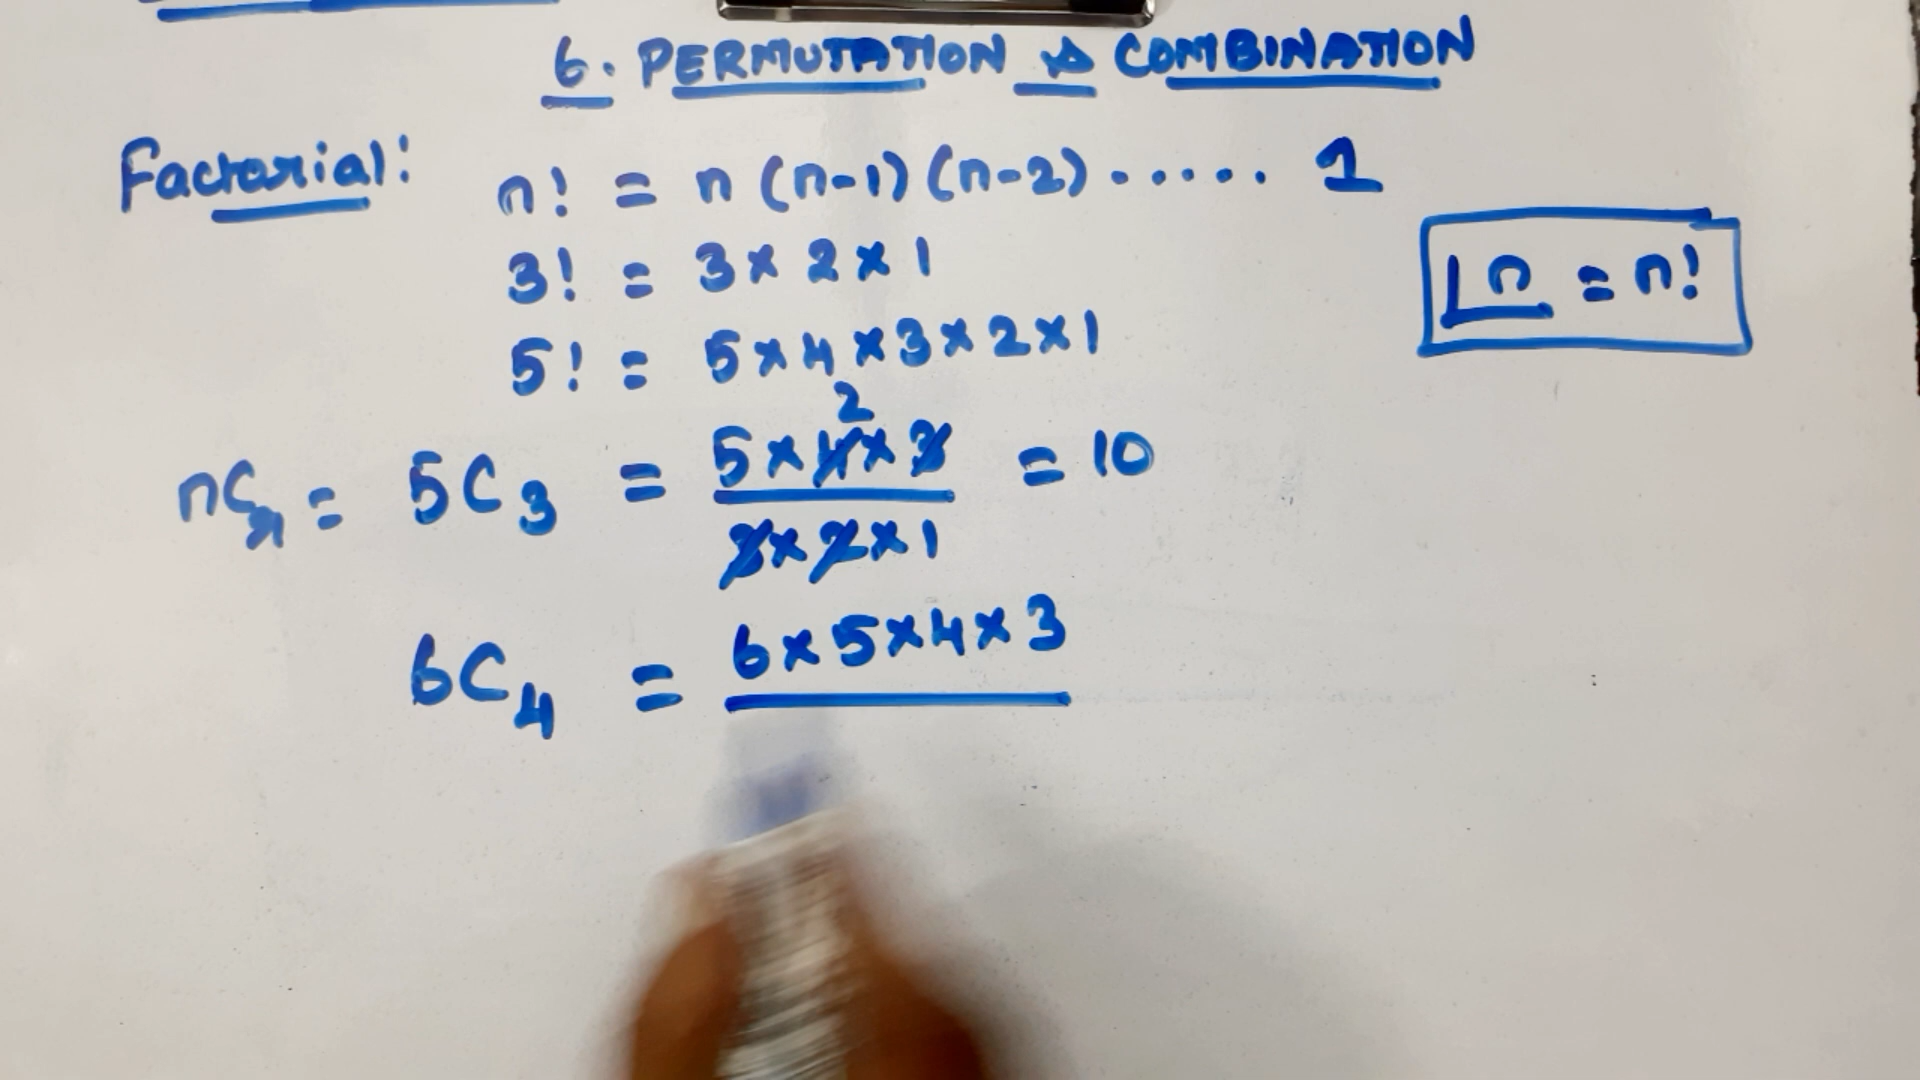 6. PERMUTATION & COMBINATION
Factorial: n! = n (n-1) (n-2) ..... 1
3! = 3 x 2 x 1
⌊n = n!
5! = 5 x 4 x 3 x 2 x 1
2
nCr = 5C3 = 5 x 4 x 3 = 10
3 x 2 x 1
6C4 = 6 x 5 x 4 x 3